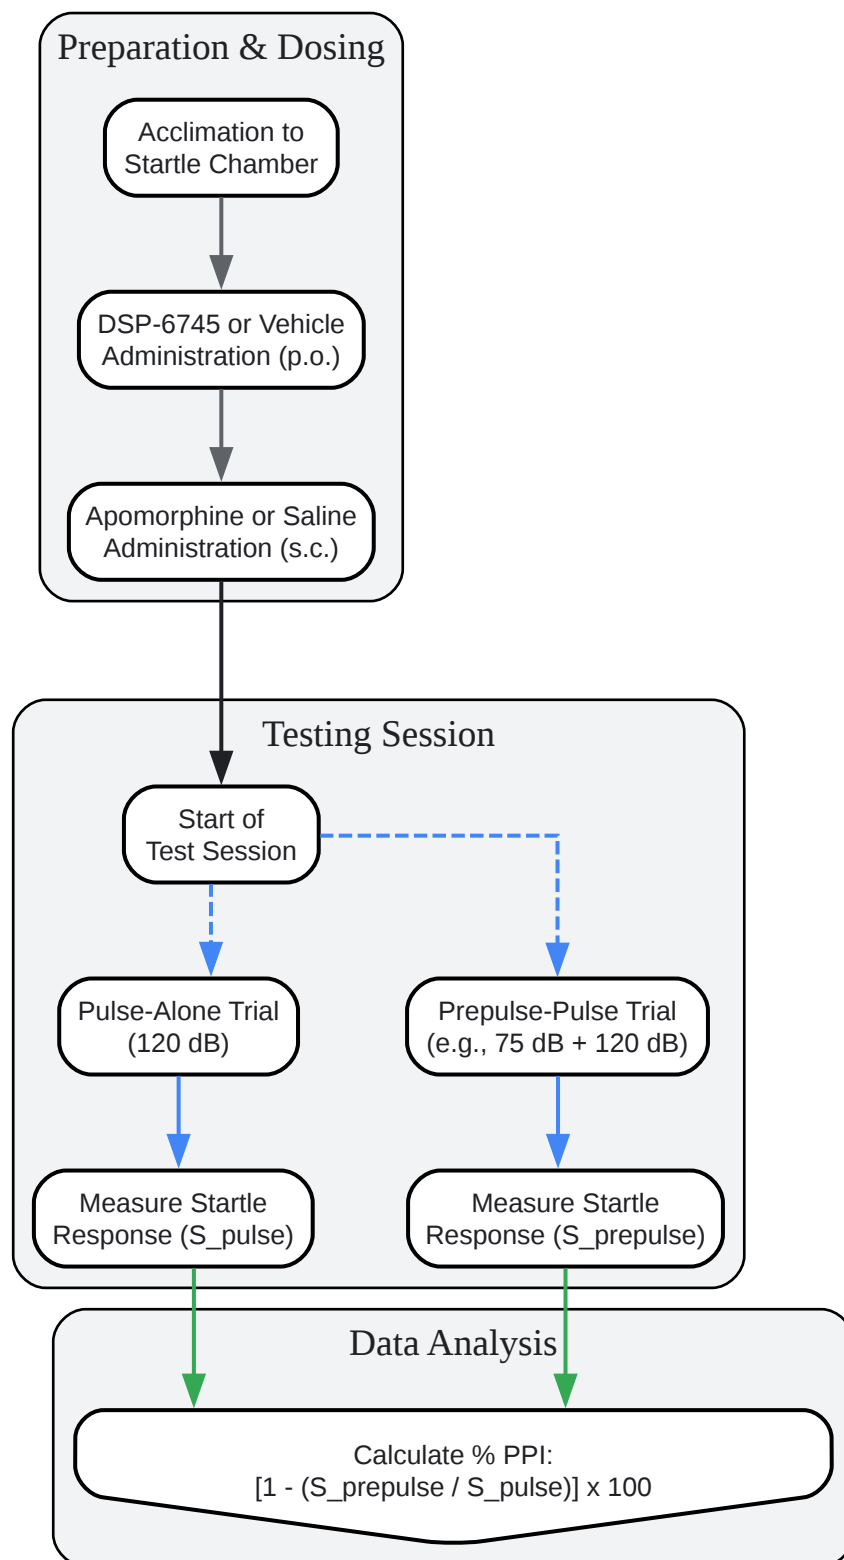 Preparation & Dosing
Acclimation to
Startle Chamber
DSP-6745 or Vehicle
Administration (p.o.)
Apomorphine or Saline
Administration (s.c.)
Testing Session
Start of
Test Session
Pulse-Alone Trial
(120 dB)
Prepulse-Pulse Trial
(e.g., 75 dB + 120 dB)
Measure Startle
Response (S_pulse)
Measure Startle
Response (S_prepulse)
Data Analysis
Calculate % PPI:
[1 - (S_prepulse / S_pulse)] x 100